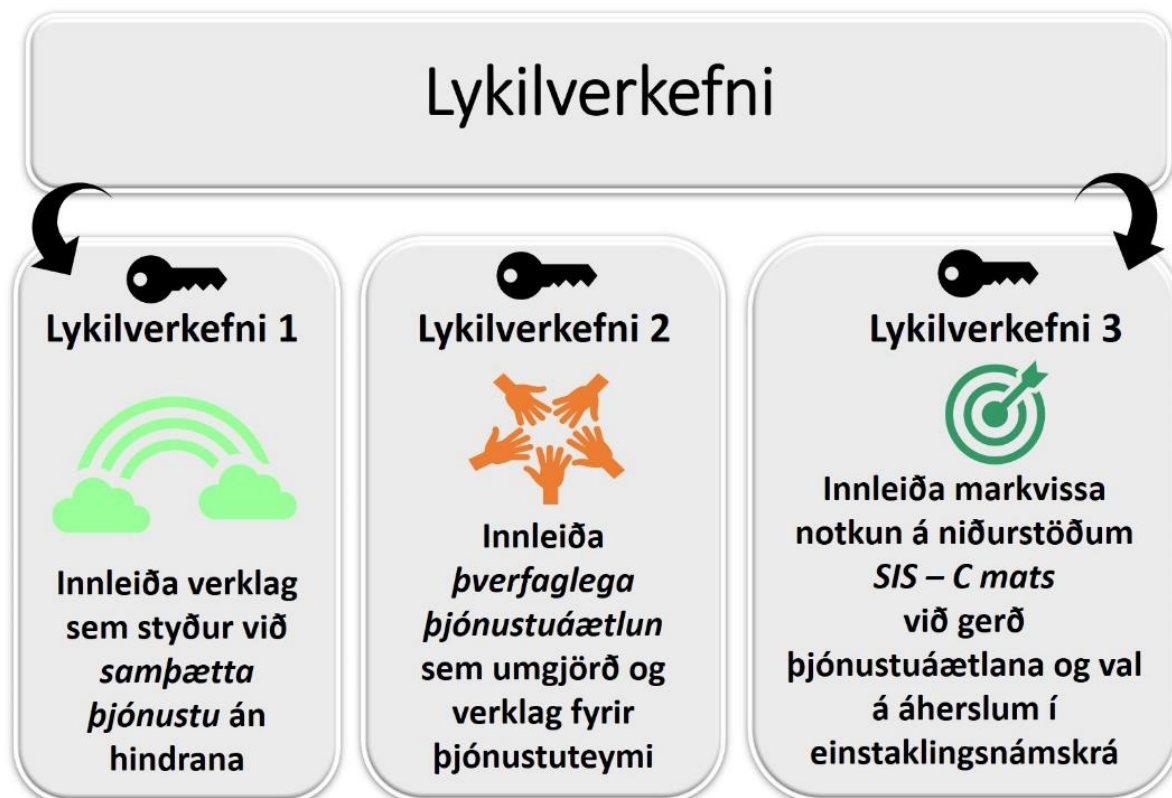 Lykilverkefni
Lykilverkefni 1
Innleiða verklag
sem styður við
samþætta
þjónustu án
hindrana
Lykilverkefni 2
Innleiða
þverfaglega
þjónustuáætlun
sem umgjörð og
verklag fyrir
þjónustuteymi
Lykilverkefni 3
Innleiða markvissa
notkun á niðurstöðum
SIS – C mats
við gerð
þjónustuáætlana og val
á áherslum í
einstaklingsnámskrá